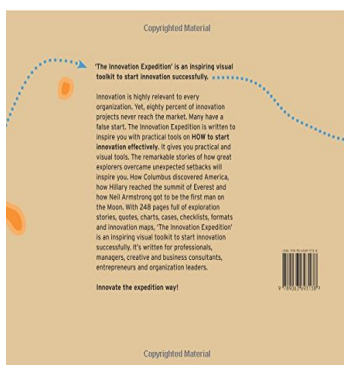 Copyrighted Material
'The Innovation Expedition' is an inspiring visual
toolkit to start innovation successfully.
Innovation is highly relevant to every
organization. Yet, eighty percent of innovation
projects never reach the market. Many have a
false start. The Innovation Expedition is written to
inspire you with practical tools on HOW to start
innovation effectively. It gives you practical and
visual tools. The remarkable stories of how great
explorers overcame unexpected setbacks will
inspire you. How Columbus discovered America,
how Hillary reached the summit of Everest and
how Neil Armstrong got to be the first man on
the Moon. With 248 pages full of exploration
stories, quotes, charts, cases, checklists, formats
and innovation maps, 'The Innovation Expedition'
is an inspiring visual toolkit to start innovation
successfully. It's written for professionals,
managers, creative and business consultants,
entrepreneurs and organization leaders.
Innovate the expedition way!
Copyrighted Material